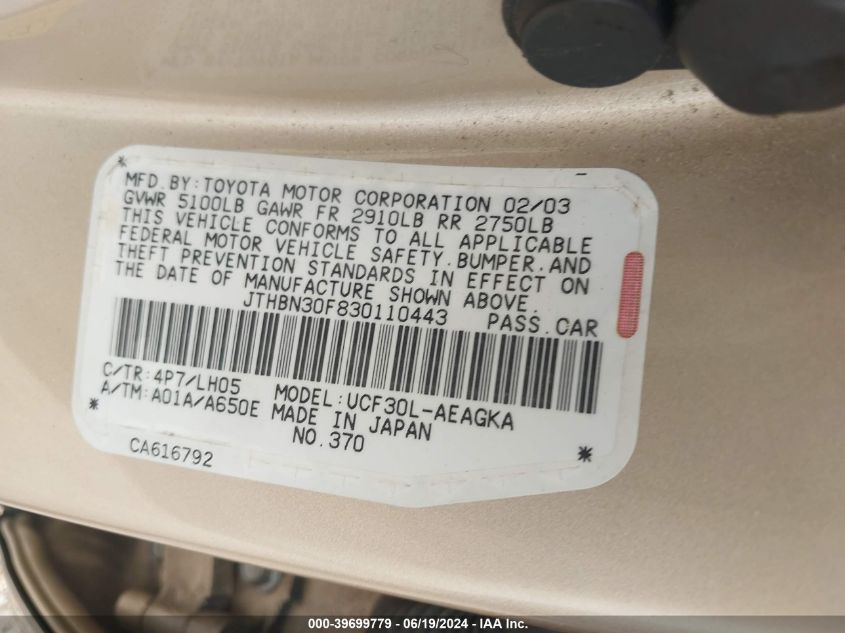 MFD.BY:TOYOTA MOTOR CORPORATION 02/03
GVWR 5100LB GAWR FR 2910LB RR 2750LB
THIS VEHICLE CONFORMS TO ALL APPLICABLE
FEDERAL MOTOR VEHICLE SAFETY.BUMPER.AND
THEFT PREVENTION STANDARDS IN EFFECT ON
THE DATE OF MANUFACTURE SHOWN ABOVE.
JTHBN30F830110443 PASS.CAR
C/TR:4P7/LH05 MODEL:UCF30L-AEAGKA
A/TM:A01A/A650E MADE IN JAPAN
NO.370
CA616792
000-39699779 - 06/19/2024 - IAA Inc.